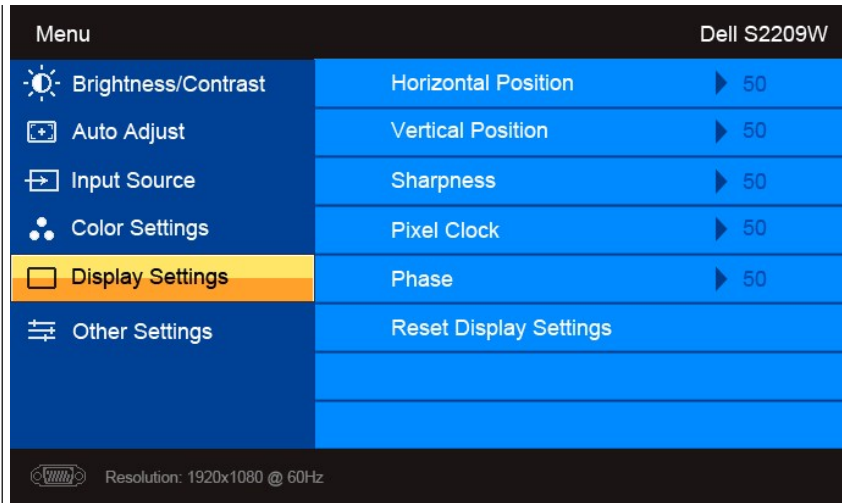 Menu Dell S2209W
Brightness/Contrast Horizontal Position 50
Auto Adjust Vertical Position 50
Input Source Sharpness 50
Color Settings Pixel Clock 50
Display Settings Phase 50
Other Settings Reset Display Settings
Resolution: 1920x1080 @ 60Hz